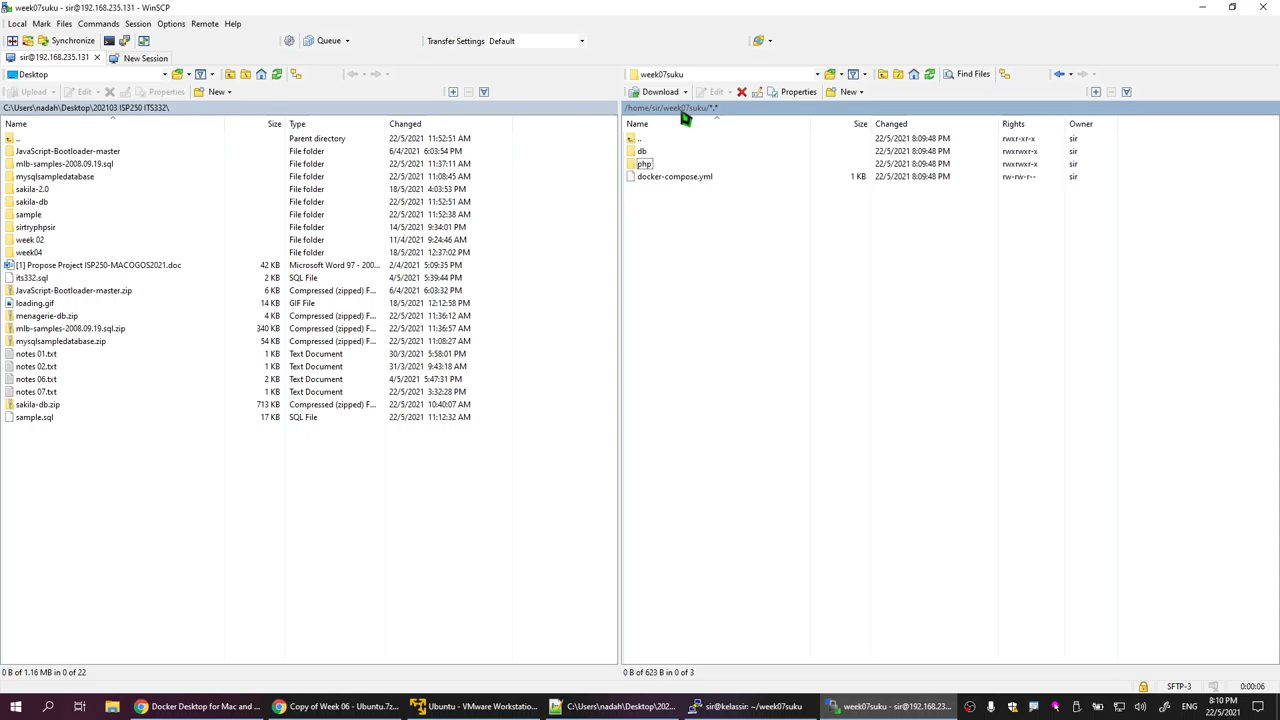 week07suku - sir@192.168.235.131 - WinSCP
Local Mark Files Commands Session Options Remote Help
Synchronize Queue Transfer Settings Default
sir@192.168.235.131 New Session
Desktop week07suku Find Files
Upload Edit Properties New Download Edit Properties New
C:\Users\nadah\Desktop\202103 ISP250 ITS332\ /home/sir/week07suku/*.*
Name Size Type Changed Name Size Changed Rights Owner
.. Parent directory 22/5/2021 11:52:51 AM .. 22/5/2021 8:09:48 PM rwxr-xr-x sir
JavaScript-Bootloader-master File folder 6/4/2021 6:03:54 PM db 22/5/2021 8:09:48 PM rwxrwxr-x sir
mlb-samples-2008.09.19.sql File folder 22/5/2021 11:37:11 AM php 22/5/2021 8:09:48 PM rwxrwxr-x sir
mysqlsampledatabase File folder 22/5/2021 11:08:45 AM docker-compose.yml 1 KB 22/5/2021 8:09:48 PM rw-rw-r-- sir
sakila-2.0 File folder 18/5/2021 4:03:53 PM
sakila-db File folder 22/5/2021 11:52:51 AM
sample File folder 22/5/2021 11:52:38 AM
sirtryphpsir File folder 14/5/2021 9:34:01 PM
week 02 File folder 11/4/2021 9:24:46 AM
week04 File folder 18/5/2021 12:37:02 PM
[1] Propose Project ISP250-MACOGOS2021.doc 42 KB Microsoft Word 97 - 200... 2/4/2021 5:09:35 PM
its332.sql 2 KB SQL File 4/5/2021 5:39:44 PM
JavaScript-Bootloader-master.zip 6 KB Compressed (zipped) F... 6/4/2021 6:03:32 PM
loading.gif 14 KB GIF File 18/5/2021 12:12:58 PM
menagerie-db.zip 4 KB Compressed (zipped) F... 22/5/2021 11:36:12 AM
mlb-samples-2008.09.19.sql.zip 340 KB Compressed (zipped) F... 22/5/2021 11:36:57 AM
mysqlsampledatabase.zip 54 KB Compressed (zipped) F... 22/5/2021 11:08:27 AM
notes 01.txt 1 KB Text Document 30/3/2021 5:58:01 PM
notes 02.txt 1 KB Text Document 31/3/2021 9:43:18 AM
notes 06.txt 2 KB Text Document 4/5/2021 5:47:31 PM
notes 07.txt 1 KB Text Document 22/5/2021 3:32:28 PM
sakila-db.zip 713 KB Compressed (zipped) F... 22/5/2021 10:40:07 AM
sample.sql 17 KB SQL File 22/5/2021 11:12:32 AM
0 B of 1.16 MB in 0 of 22 0 B of 623 B in 0 of 3
SFTP-3 0:00:06
Docker Desktop for Mac and ... Copy of Week 06 - Ubuntu.7z... Ubuntu - VMware Workstatio... C:\Users\nadah\Desktop\202... sir@kelassir: ~/week07suku week07suku - sir@192.168.23... ENG 8:10 PM
22/5/2021